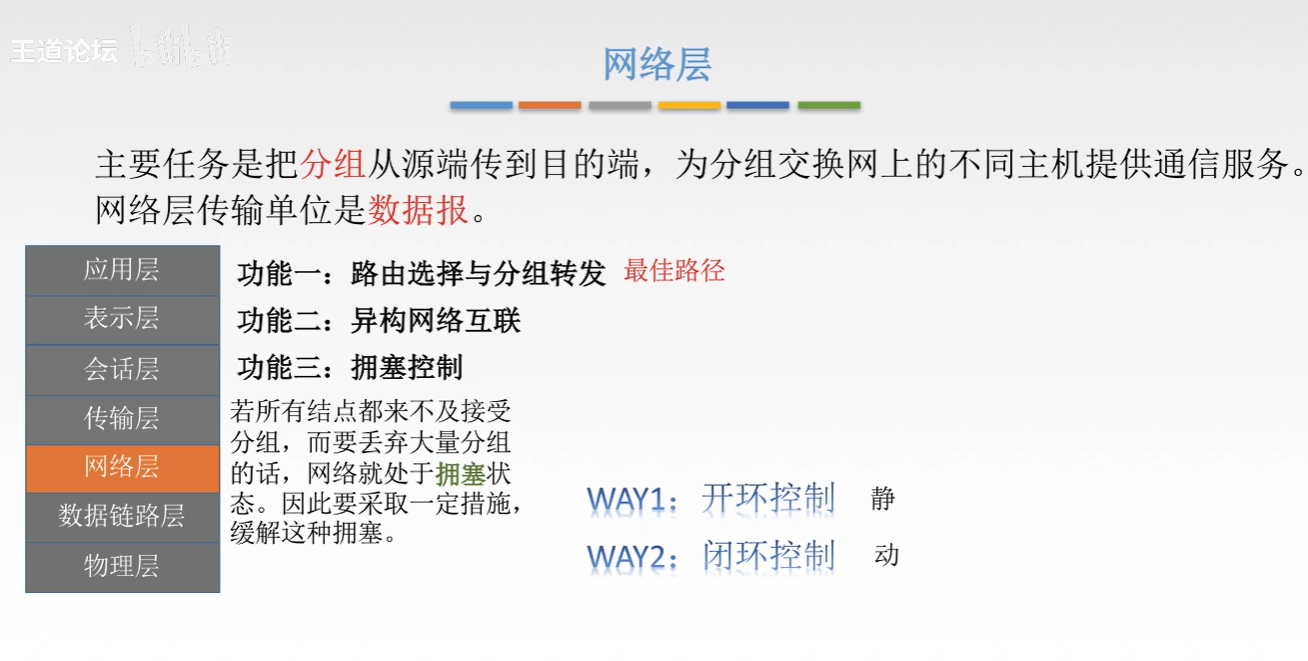 王道论坛 bilibili
网络层
主要任务是把分组从源端传到目的端，为分组交换网上的不同主机提供通信服务。
网络层传输单位是数据报。
应用层
表示层
会话层
传输层
网络层
数据链路层
物理层
功能一：路由选择与分组转发 最佳路径
功能二：异构网络互联
功能三：拥塞控制
若所有结点都来不及接受
分组，而要丢弃大量分组
的话，网络就处于拥塞状
态。因此要采取一定措施，
缓解这种拥塞。
WAY1：开环控制 静
WAY2：闭环控制 动